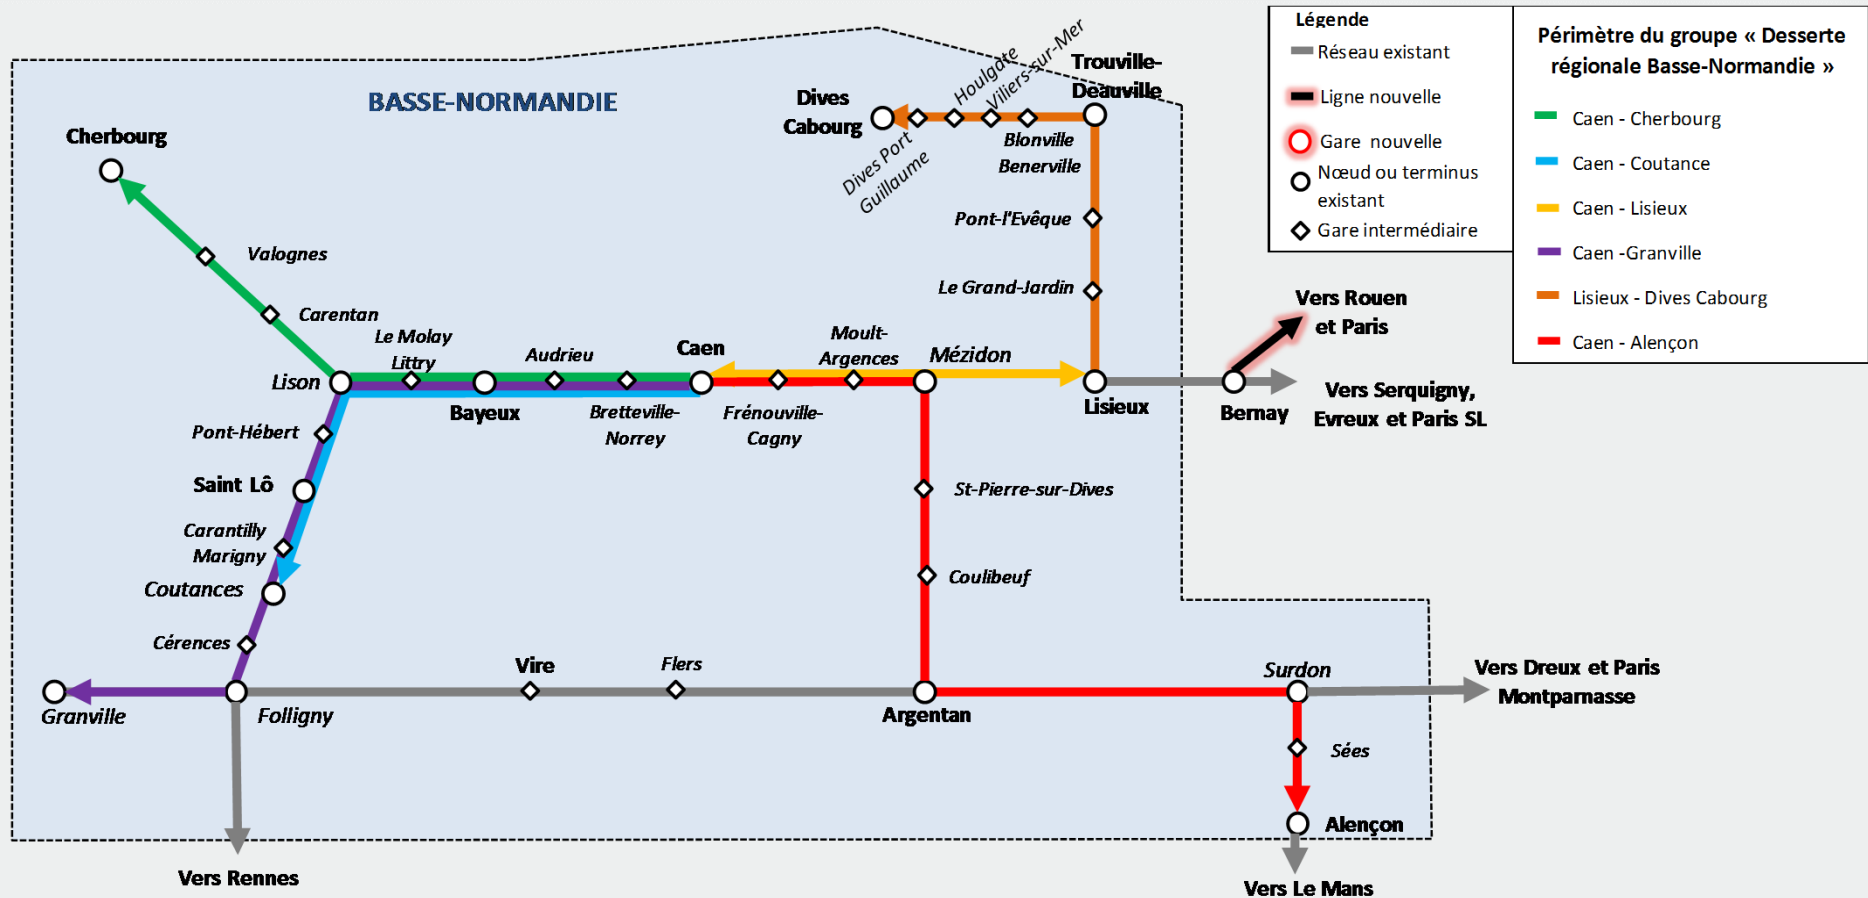 BASSE-NORMANDIE
Cherbourg
Valognes
Carentan
Le Molay
Littry
Lison
Bayeux
Audrieu
Bretteville-
Norrey
Caen
Frénouville-
Cagny
Moult-
Argences
Mézidon
Lisieux
Bernay
Dives
Cabourg
Dives Port
Guillaume
Houlgate
Viliers-sur-Mer
Blonville
Benerville
Trouville-
Deauville
Pont-l'Evêque
Le Grand-Jardin
Vers Rouen
et Paris
Vers Serquigny,
Evreux et Paris SL
Pont-Hébert
Saint Lô
Carantilly
Marigny
Coutances
Cérences
Granville
Folligny
Vire
Flers
St-Pierre-sur-Dives
Coulibeuf
Argentan
Surdon
Sées
Alençon
Vers Dreux et Paris
Montparnasse
Vers Rennes
Vers Le Mans
Légende
Réseau existant
Ligne nouvelle
Gare nouvelle
Nœud ou terminus
existant
Gare intermédiaire
Périmètre du groupe « Desserte
régionale Basse-Normandie »
Caen - Cherbourg
Caen - Coutance
Caen - Lisieux
Caen -Granville
Lisieux - Dives Cabourg
Caen - Alençon